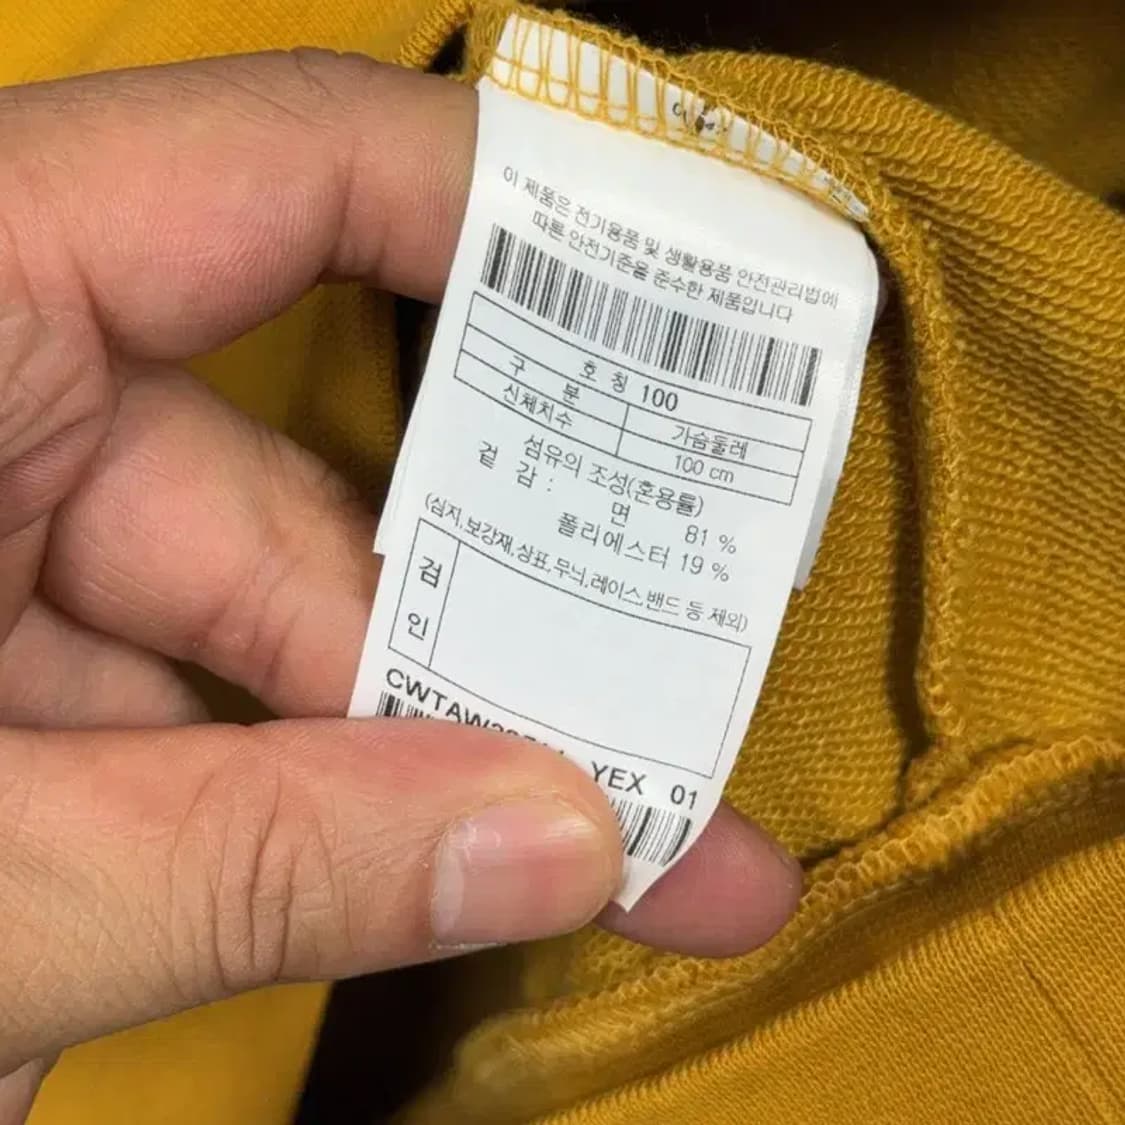 이 제품은 전기용품 및 생활용품 안전관리법에
따른 안전기준을 준수한 제품입니다
호 칭 100
구 분 가슴둘레
신체치수 100 cm
섬유의 조성(혼용률)
겉 감 : 면 81 %
폴리에스터 19 %
(심지,보강재,상표,무늬,레이스,밴드 등 제외)
검
인
CWTAW YEX 01